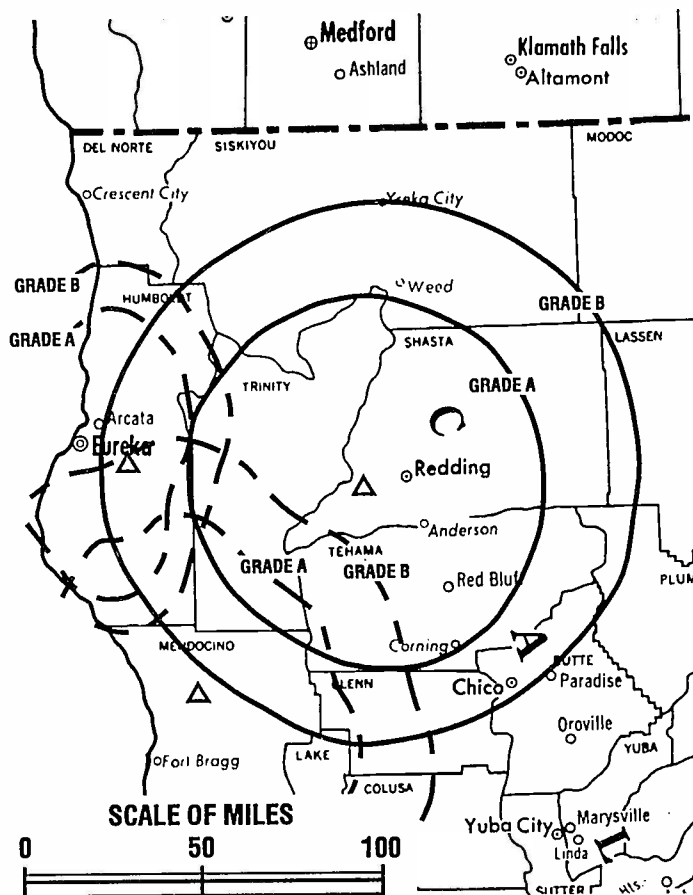 Medford
Klamath Falls
Ashland
Altamont
DEL NORTE
SISKIYOU
MODOC
Crescent City
Yreka City
GRADE B
Weed
HUMBOLDT
GRADE B
GRADE A
SHASTA
LASSEN
TRINITY
GRADE A
Arcata
C
Eureka
Redding
Anderson
TEHAMA
GRADE A
GRADE B
Red Bluff
PLUM
MENDOCINO
Corning
A
BUTTE
GLENN
Chico
Paradise
Oroville
LAKE
YUBA
Fort Bragg
COLUSA
SCALE OF MILES
Marysville
Yuba City
0
50
100
Linda
L
SUTTER
Hls.